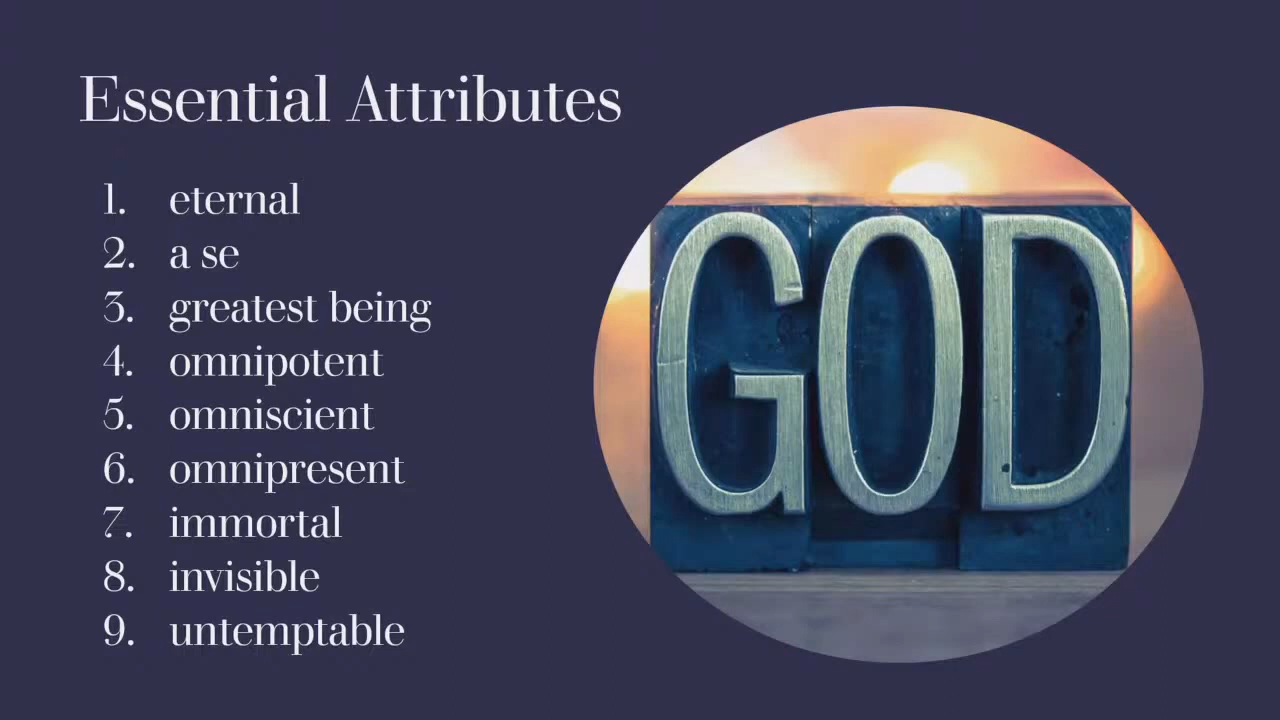 Essential Attributes
1. eternal
2. a se
3. greatest being
4. omnipotent
5. omniscient
6. omnipresent
7. immortal
8. invisible
9. untemptable
GOD